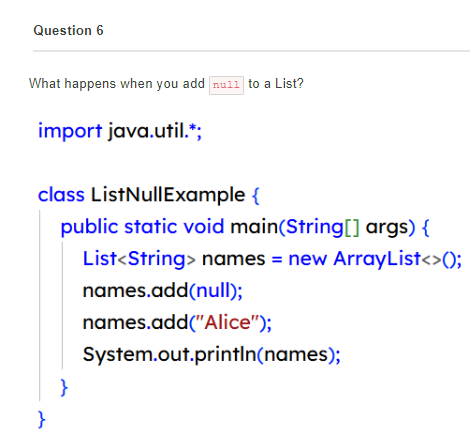 Question 6
What happens when you add null to a List?
import java.util.*;
class ListNullExample {
public static void main(String[] args) {
List<String> names = new ArrayList<>();
names.add(null);
names.add("Alice");
System.out.println(names);
}
}